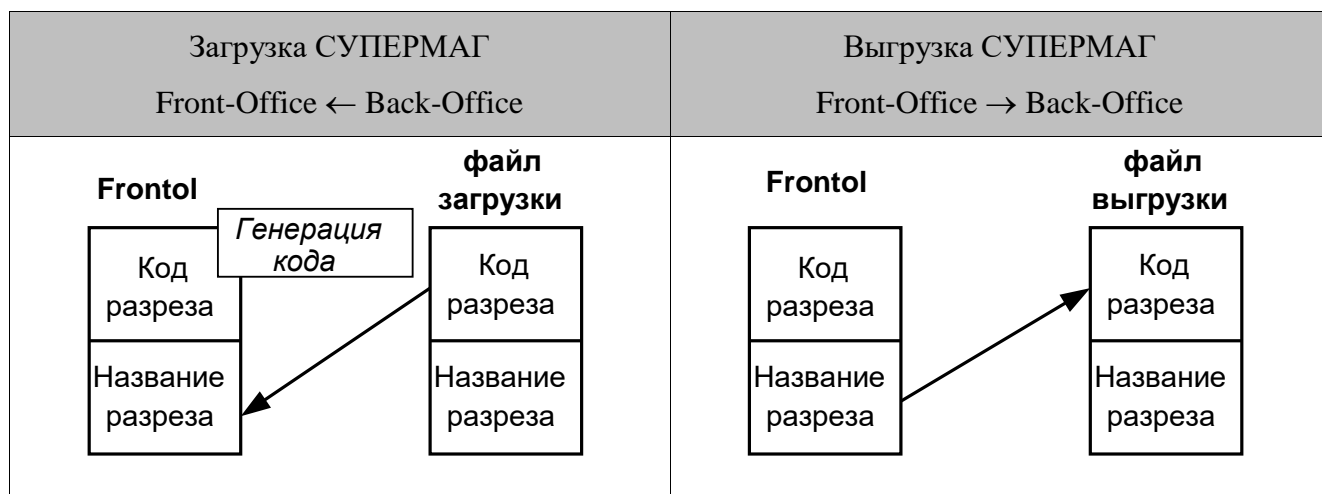 Загрузка СУПЕРМАГ
Front-Office ← Back-Office
Выгрузка СУПЕРМАГ
Front-Office → Back-Office
Frontol
файл
загрузки
Генерация
кода
Код
разреза
Код
разреза
Название
разреза
Название
разреза
Frontol
файл
выгрузки
Код
разреза
Код
разреза
Название
разреза
Название
разреза